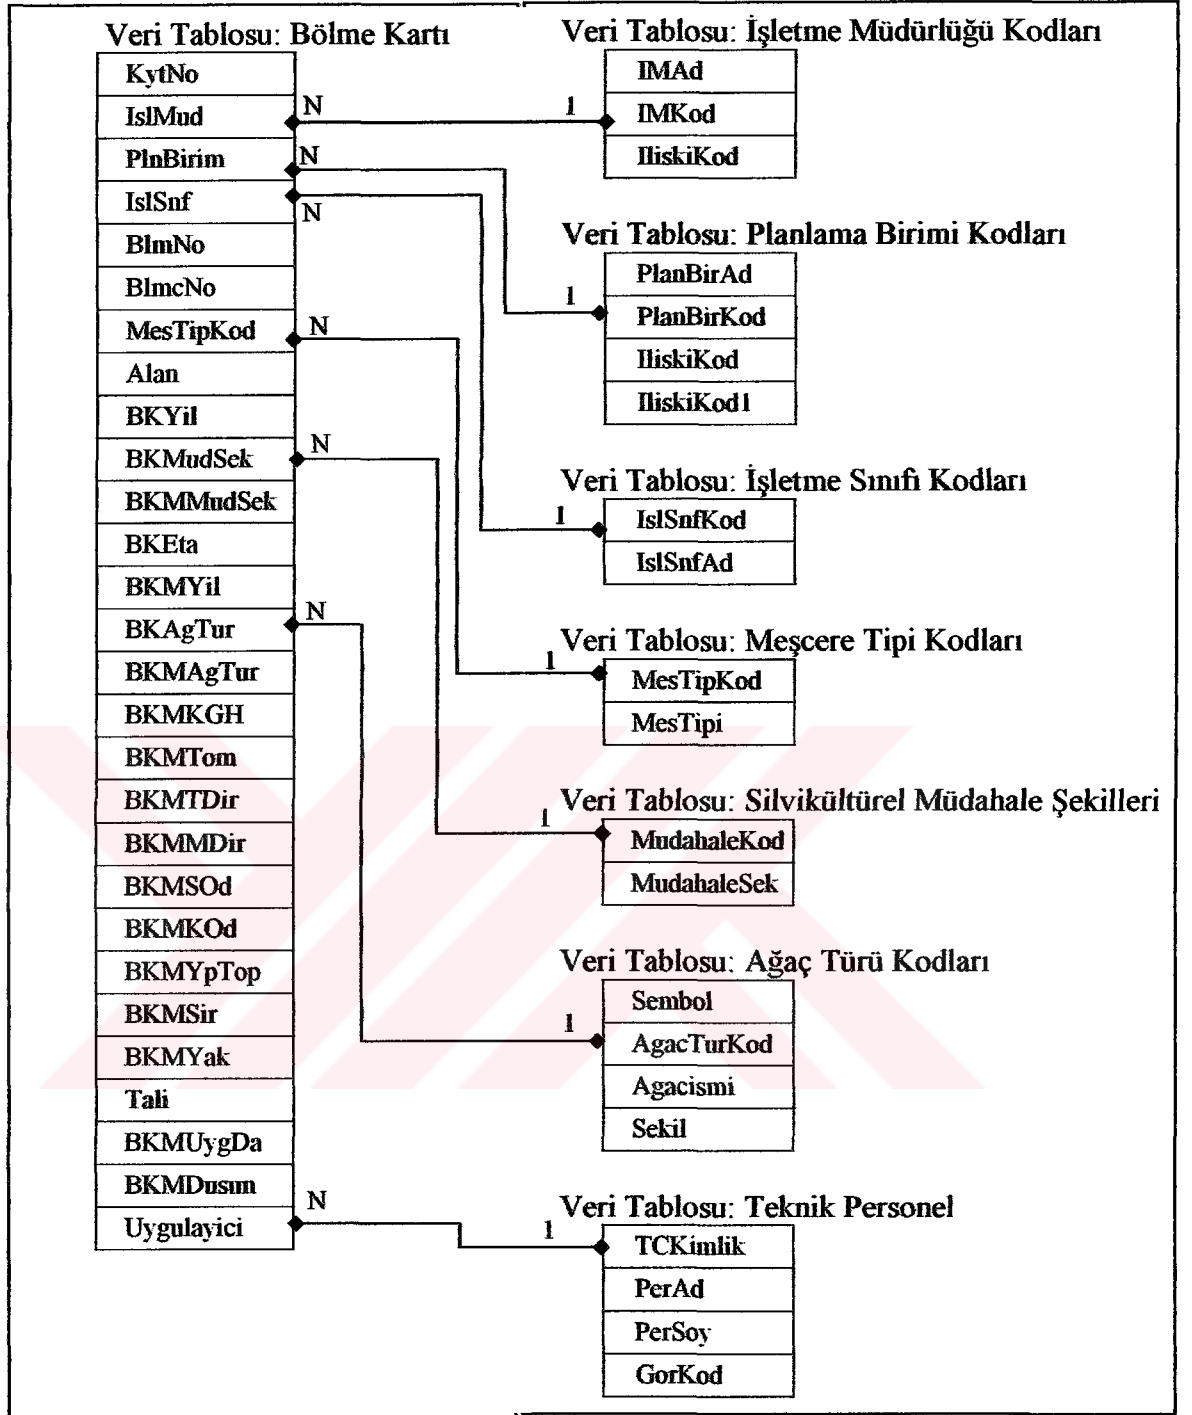 Veri Tablosu: Bölme Kartı
KytNo
IslMud
PlnBirim
IslSnf
BlmNo
BlmcNo
MesTipKod
Alan
BKYil
BKMudSek
BKMMudSek
BKEta
BKMYil
BKAgTur
BKMAgTur
BKMKGH
BKMTom
BKMTDir
BKMMDir
BKMSOd
BKMKOd
BKMYpTop
BKMSir
BKMYak
Tali
BKMUygDa
BKMDusun
Uygulayici
Veri Tablosu: İşletme Müdürlüğü Kodları
IMAd
N 1 IMKod
IliskiKod
Veri Tablosu: Planlama Birimi Kodları
PlanBirAd
N 1 PlanBirKod
IliskiKod
IliskiKod1
Veri Tablosu: İşletme Sınıfı Kodları
N 1 IslSnfKod
IslSnfAd
Veri Tablosu: Meşcere Tipi Kodları
N 1 MesTipKod
MesTipi
Veri Tablosu: Silvikültürel Müdahale Şekilleri
N 1 MudahaleKod
MudahaleSek
Veri Tablosu: Ağaç Türü Kodları
Sembol
N 1 AgacTurKod
Agacismi
Sekil
Veri Tablosu: Teknik Personel
N 1 TCKimlik
PerAd
PerSoy
GorKod